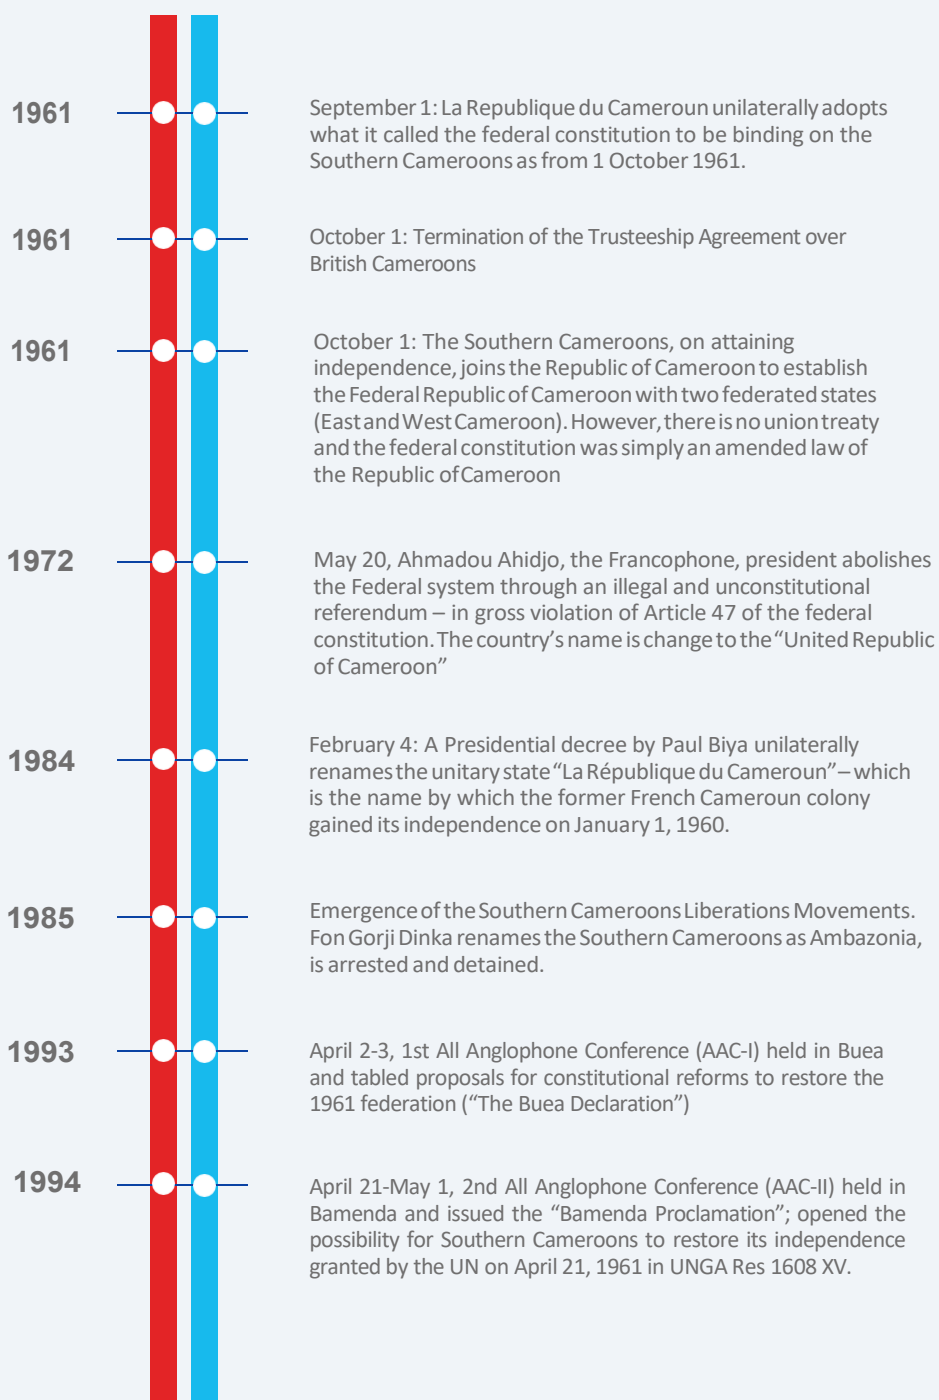 1961
September 1: La Republique du Cameroun unilaterally adopts
what it called the federal constitution to be binding on the
Southern Cameroons as from 1 October 1961.
1961
October 1: Termination of the Trusteeship Agreement over
British Cameroons
1961
October 1: The Southern Cameroons, on attaining
independence, joins the Republic of Cameroon to establish
the Federal Republic of Cameroon with two federated states
(East and West Cameroon). However, there is no union treaty
and the federal constitution was simply an amended law of
the Republic of Cameroon
1972
May 20, Ahmadou Ahidjo, the Francophone, president abolishes
the Federal system through an illegal and unconstitutional
referendum – in gross violation of Article 47 of the federal
constitution. The country's name is change to the "United Republic
of Cameroon"
1984
February 4: A Presidential decree by Paul Biya unilaterally
renames the unitary state "La République du Cameroun" – which
is the name by which the former French Cameroun colony
gained its independence on January 1, 1960.
1985
Emergence of the Southern Cameroons Liberations Movements.
Fon Gorji Dinka renames the Southern Cameroons as Ambazonia,
is arrested and detained.
1993
April 2-3, 1st All Anglophone Conference (AAC-I) held in Buea
and tabled proposals for constitutional reforms to restore the
1961 federation ("The Buea Declaration")
1994
April 21-May 1, 2nd All Anglophone Conference (AAC-II) held in
Bamenda and issued the "Bamenda Proclamation"; opened the
possibility for Southern Cameroons to restore its independence
granted by the UN on April 21, 1961 in UNGA Res 1608 XV.